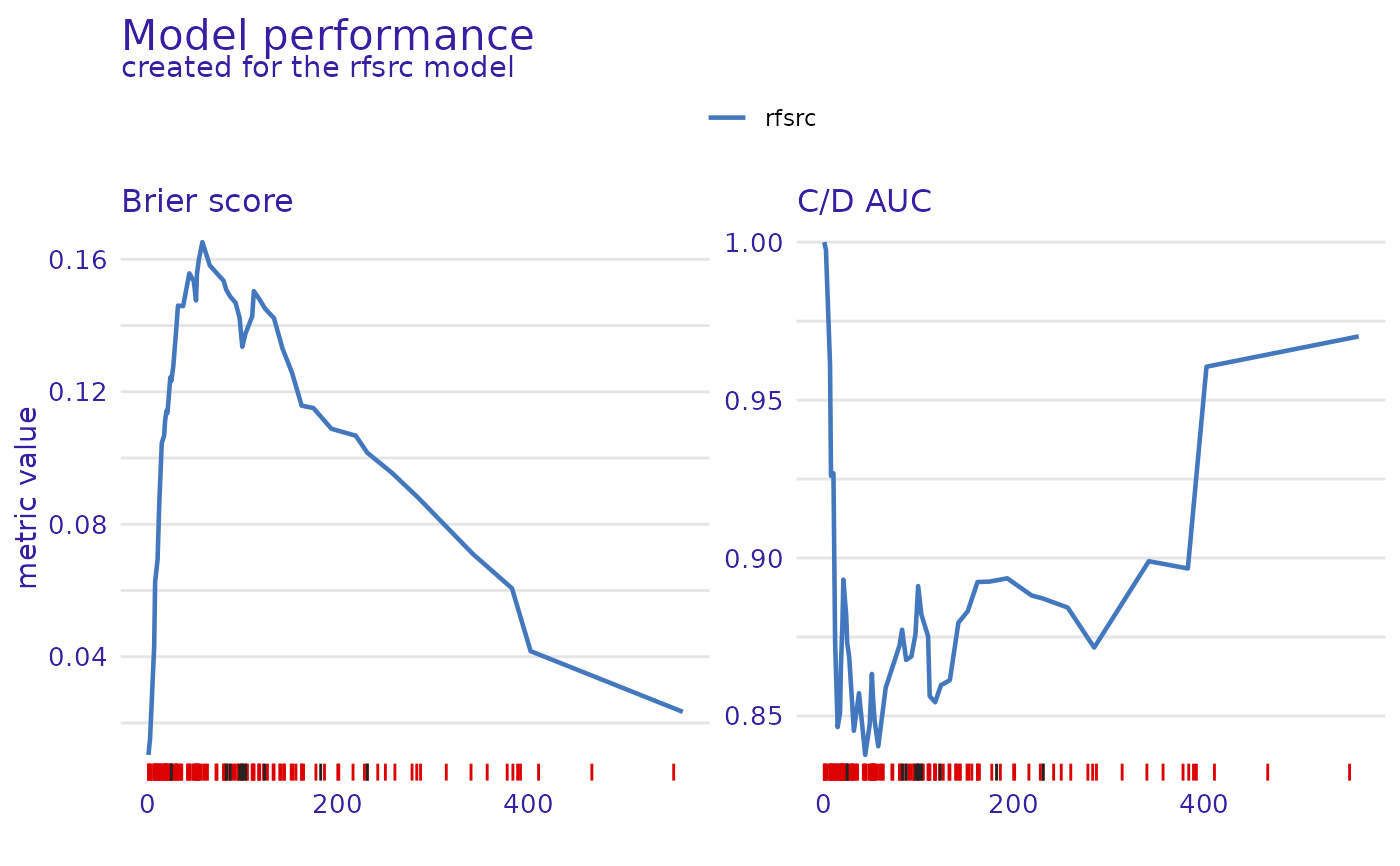 Model performance
created for the rfsrc model
rfsrc
Brier score
0.16
0.12
0.08
0.04
metric value
0 200 400
C/D AUC
1.00
0.95
0.90
0.85
0 200 400